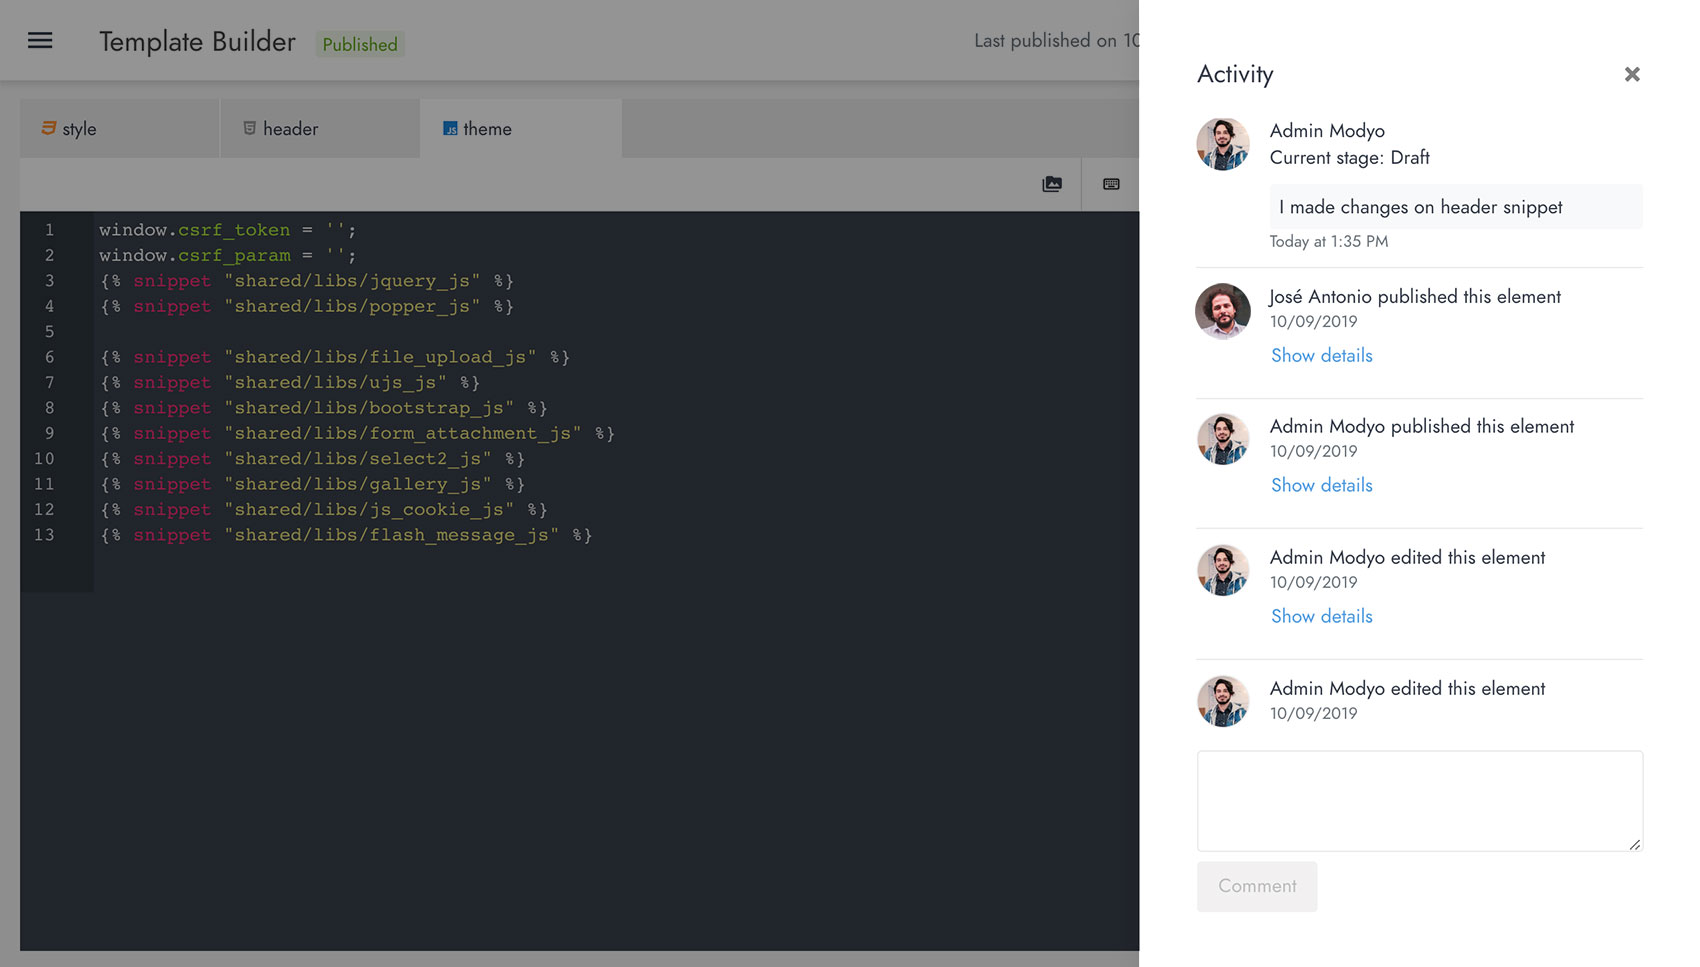 Template Builder Published
Last published on 10
style
header
JS theme
1 window.csrf_token = '';
2 window.csrf_param = '';
3 {% snippet "shared/libs/jquery_js" %}
4 {% snippet "shared/libs/popper_js" %}
5
6 {% snippet "shared/libs/file_upload_js" %}
7 {% snippet "shared/libs/ujs_js" %}
8 {% snippet "shared/libs/bootstrap_js" %}
9 {% snippet "shared/libs/form_attachment_js" %}
10 {% snippet "shared/libs/select2_js" %}
11 {% snippet "shared/libs/gallery_js" %}
12 {% snippet "shared/libs/js_cookie_js" %}
13 {% snippet "shared/libs/flash_message_js" %}
Activity
Admin Modyo
Current stage: Draft
I made changes on header snippet
Today at 1:35 PM
José Antonio published this element
10/09/2019
Show details
Admin Modyo published this element
10/09/2019
Show details
Admin Modyo edited this element
10/09/2019
Show details
Admin Modyo edited this element
10/09/2019
Comment